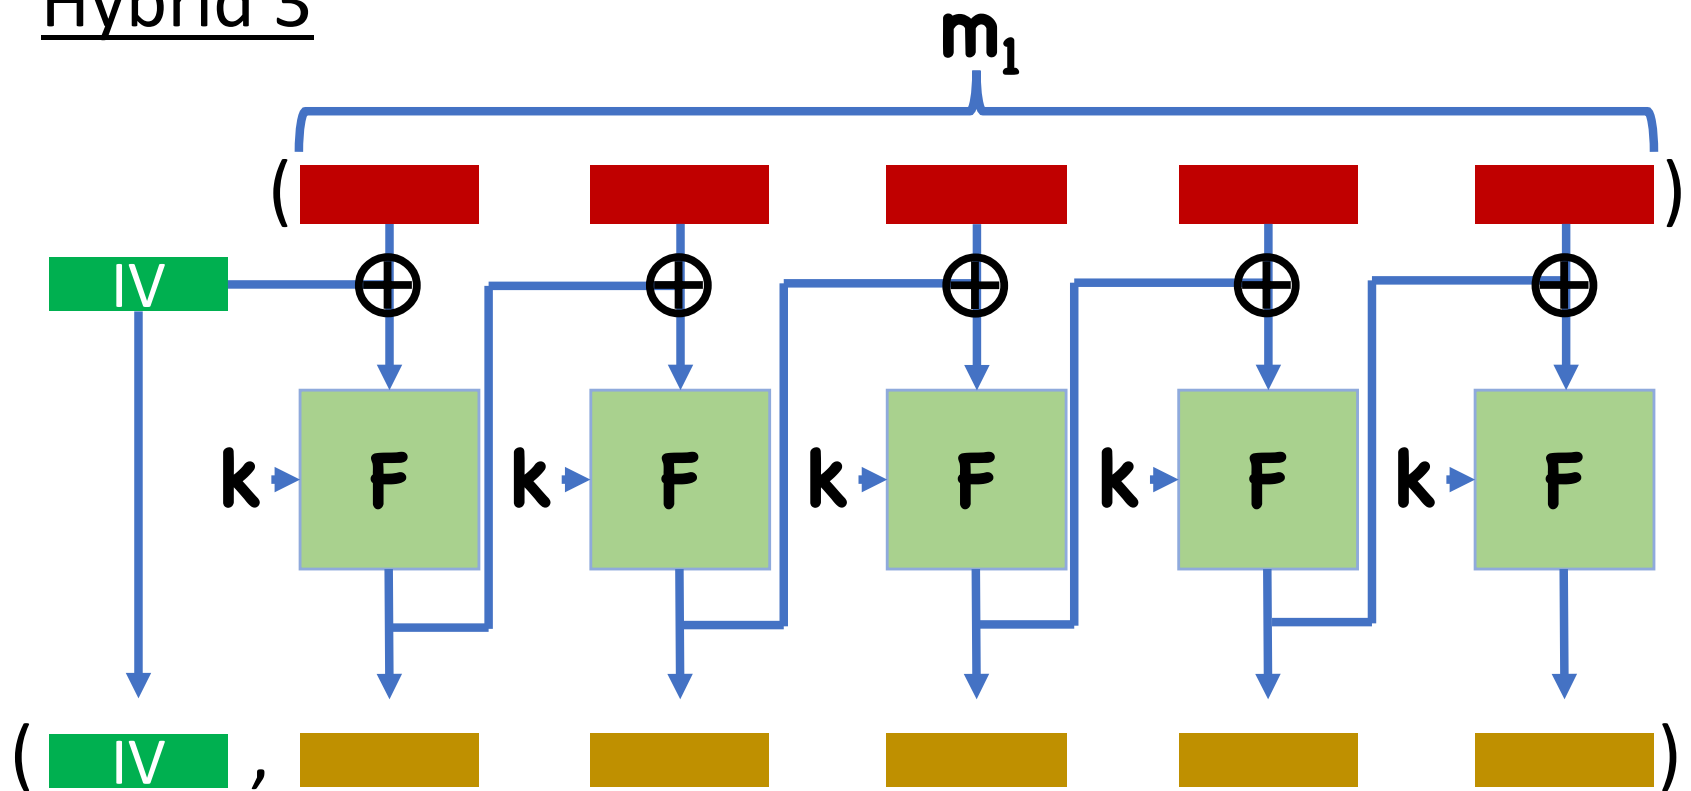 Hybrid 3
m₁
( )
IV
k F k F k F k F k F
( IV , )